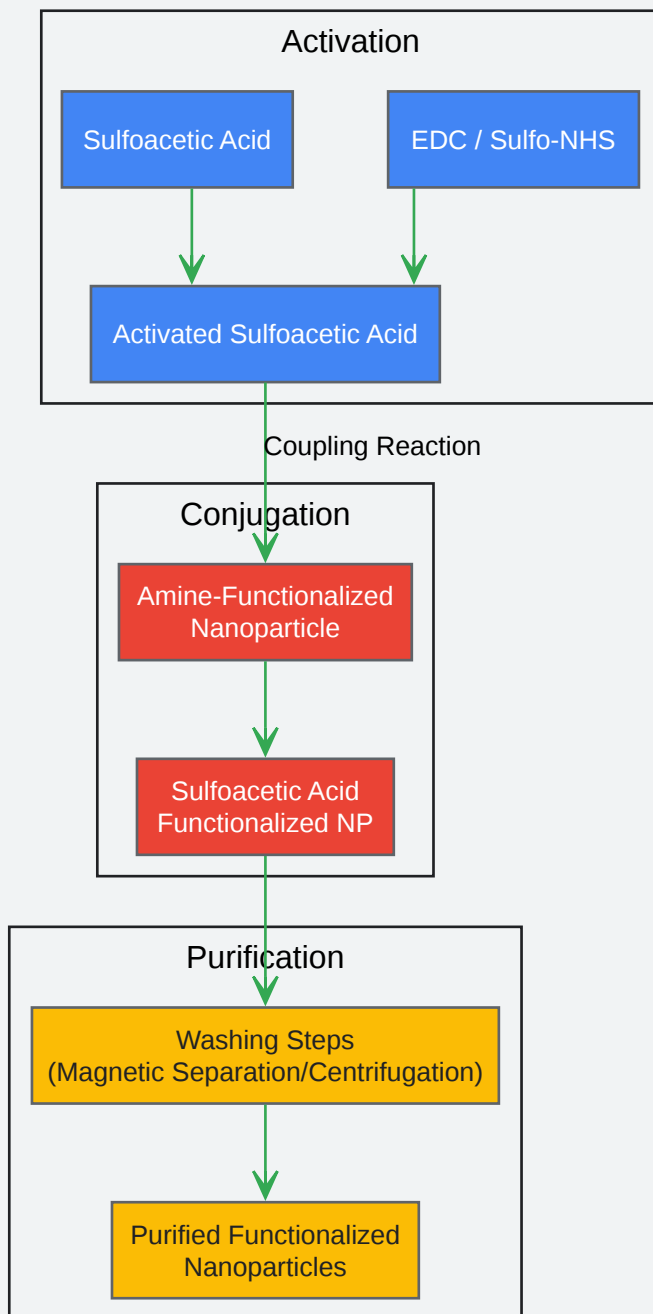 Activation
Sulfoacetic Acid
EDC / Sulfo-NHS
Activated Sulfoacetic Acid
Coupling Reaction
Conjugation
Amine-Functionalized
Nanoparticle
Sulfoacetic Acid
Functionalized NP
Purification
Washing Steps
(Magnetic Separation/Centrifugation)
Purified Functionalized
Nanoparticles